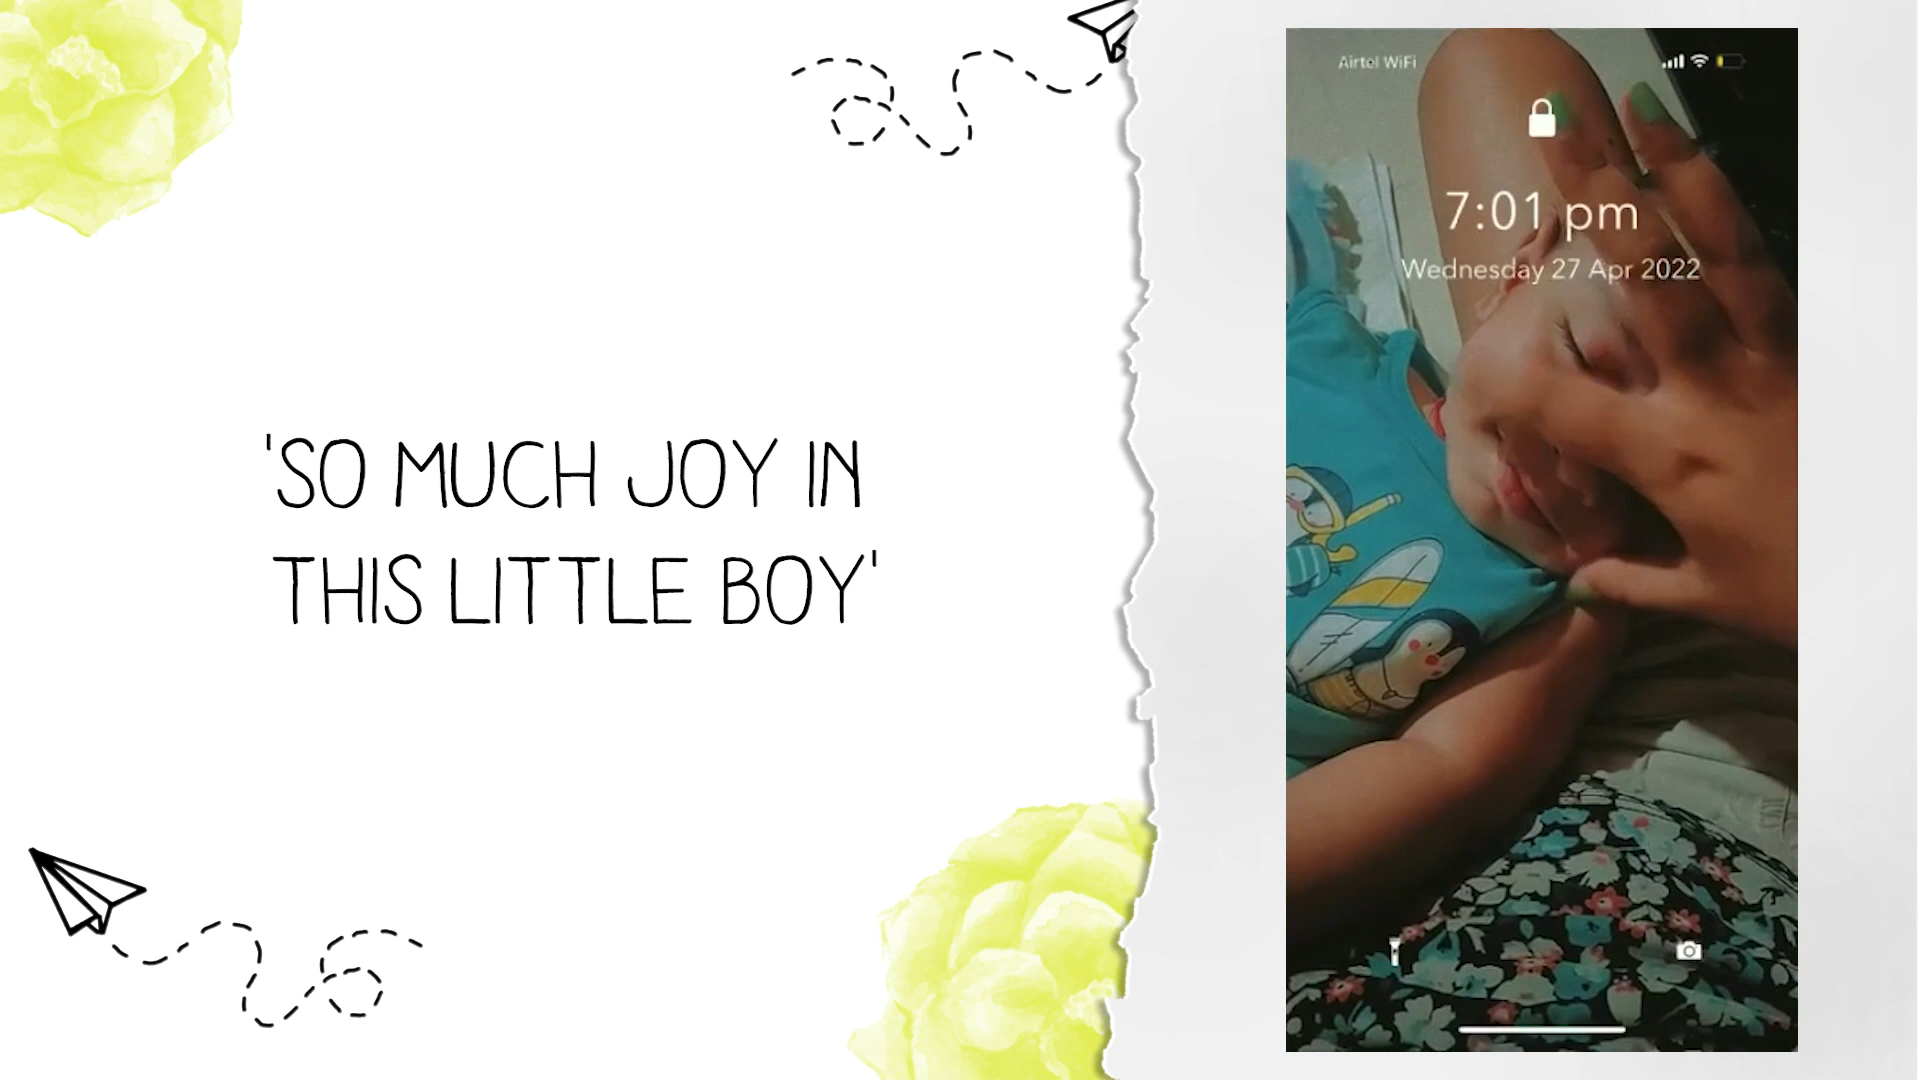 'SO MUCH JOY IN
THIS LITTLE BOY'
Airtel WiFi
7:01 pm
Wednesday 27 Apr 2022